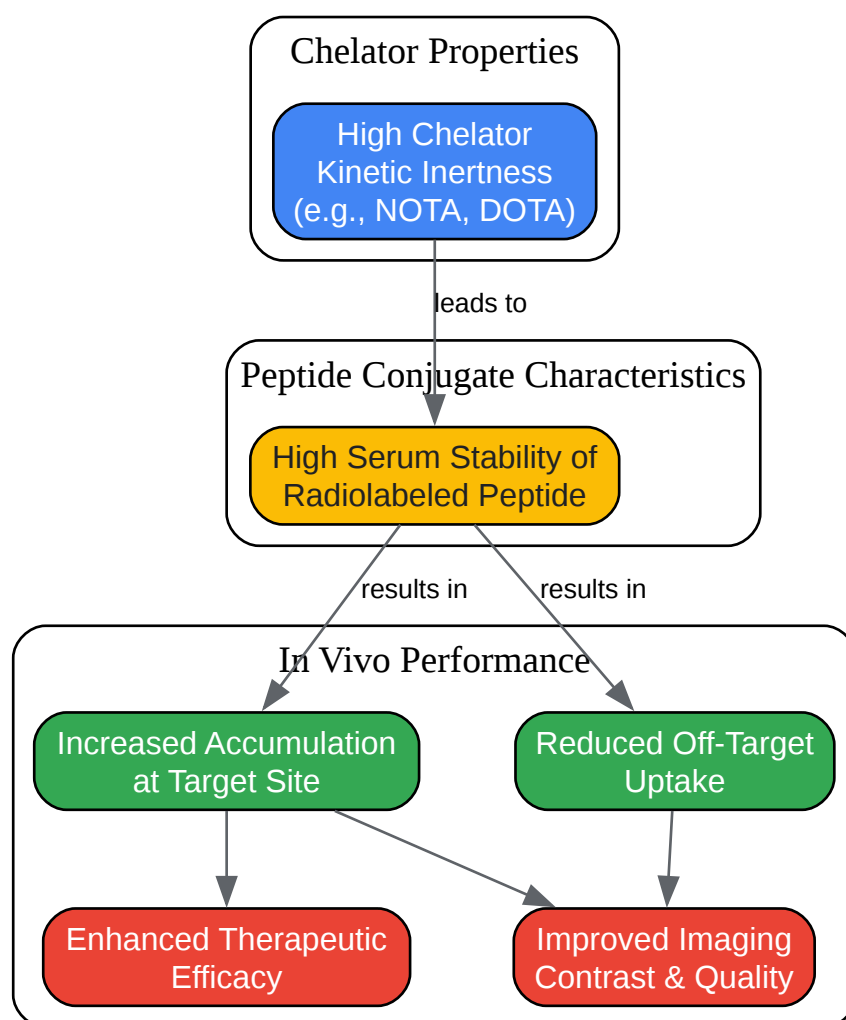 Chelator Properties
High Chelator
Kinetic Inertness
(e.g., NOTA, DOTA)
leads to
Peptide Conjugate Characteristics
High Serum Stability of
Radiolabeled Peptide
results in
results in
In Vivo Performance
Increased Accumulation
at Target Site
Reduced Off-Target
Uptake
Enhanced Therapeutic
Efficacy
Improved Imaging
Contrast & Quality